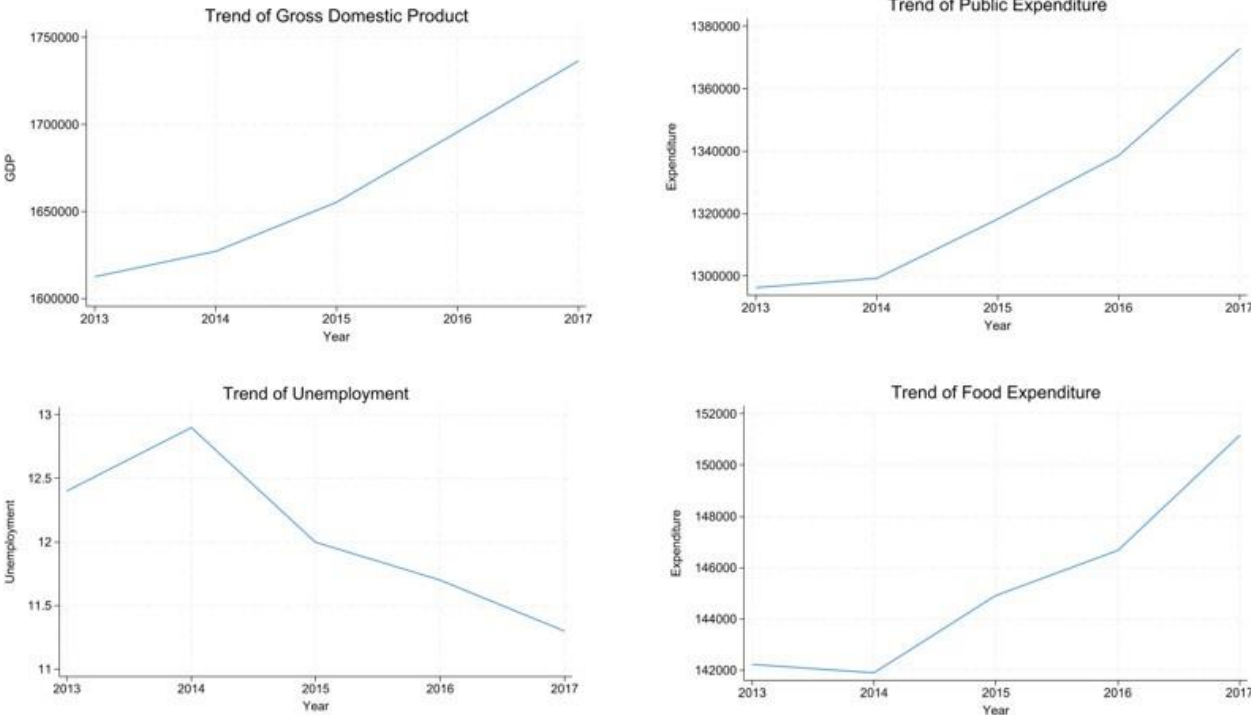 Trend of Gross Domestic Product
1750000
1700000
1650000
1600000
GDP
2013 2014 2015 2016 2017
Year
Trend of Public Expenditure
1380000
1360000
1340000
1320000
1300000
Expenditure
2013 2014 2015 2016 2017
Year
Trend of Unemployment
13
12.5
12
11.5
11
Unemployment
2013 2014 2015 2016 2017
Year
Trend of Food Expenditure
152000
150000
148000
146000
144000
142000
Expenditure
2013 2014 2015 2016 2017
Year